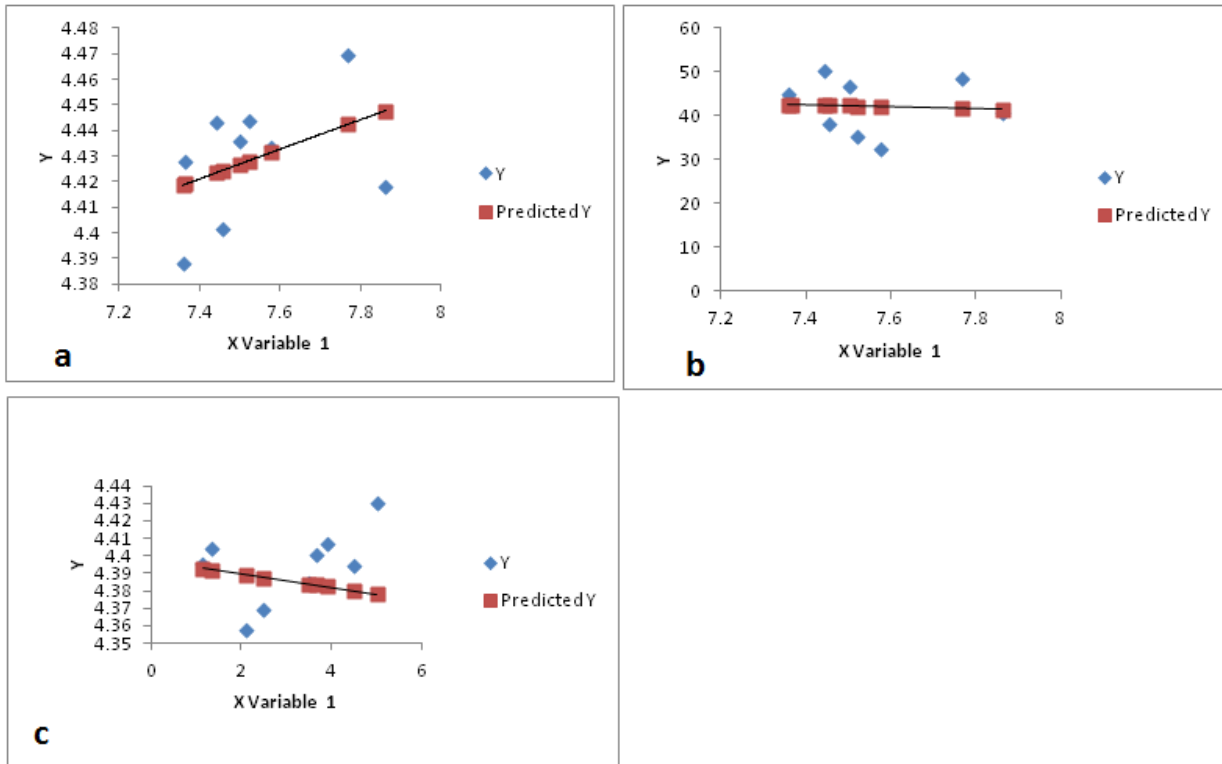 4.48
4.47
4.46
4.45
4.44
4.43
4.42
4.41
4.4
4.39
4.38
7.2 7.4 7.6 7.8 8
Y
X Variable 1
Y
Predicted Y
a
60
50
40
30
20
10
0
7.2 7.4 7.6 7.8 8
Y
X Variable 1
Y
Predicted Y
b
4.44
4.43
4.42
4.41
4.4
4.39
4.38
4.37
4.36
4.35
0 2 4 6
Y
X Variable 1
Y
Predicted Y
c